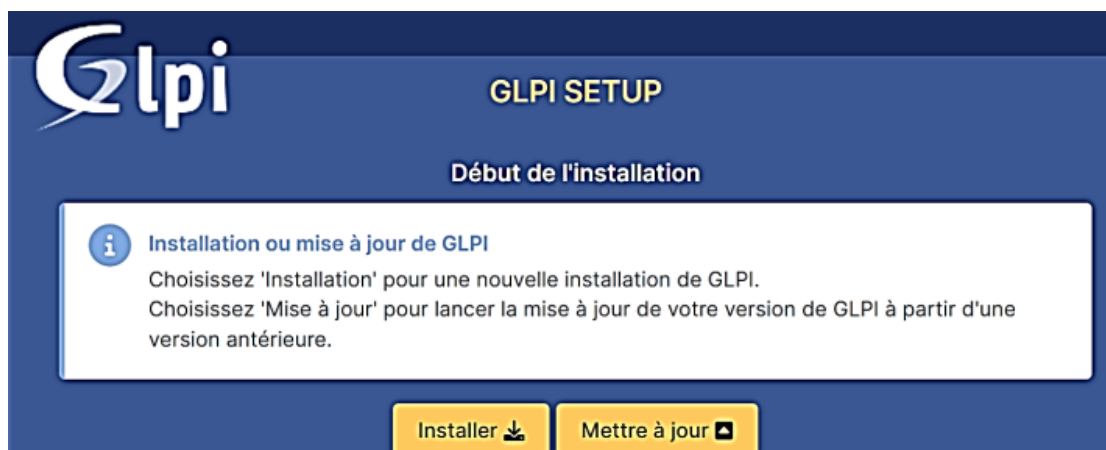 Glpi
GLPI SETUP
Début de l'installation
Installation ou mise à jour de GLPI
Choisissez 'Installation' pour une nouvelle installation de GLPI.
Choisissez 'Mise à jour' pour lancer la mise à jour de votre version de GLPI à partir d'une
version antérieure.
Installer Mettre à jour